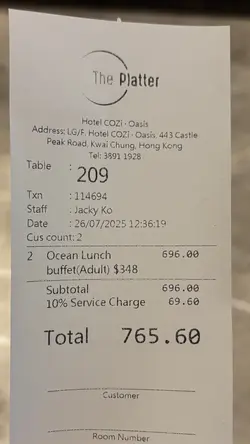 The Platter
Hotel COZi · Oasis
Address: LG/F, Hotel COZi · Oasis, 443 Castle
Peak Road, Kwai Chung, Hong Kong
Tel: 3891 1928
Table : 209
Txn : 114694
Staff : Jacky Ko
Date : 26/07/2025 12:36:19
Cus count: 2
2 Ocean Lunch 696.00
buffet(Adult) $348
Subtotal 696.00
10% Service Charge 69.60
Total 765.60
Customer
Room Number